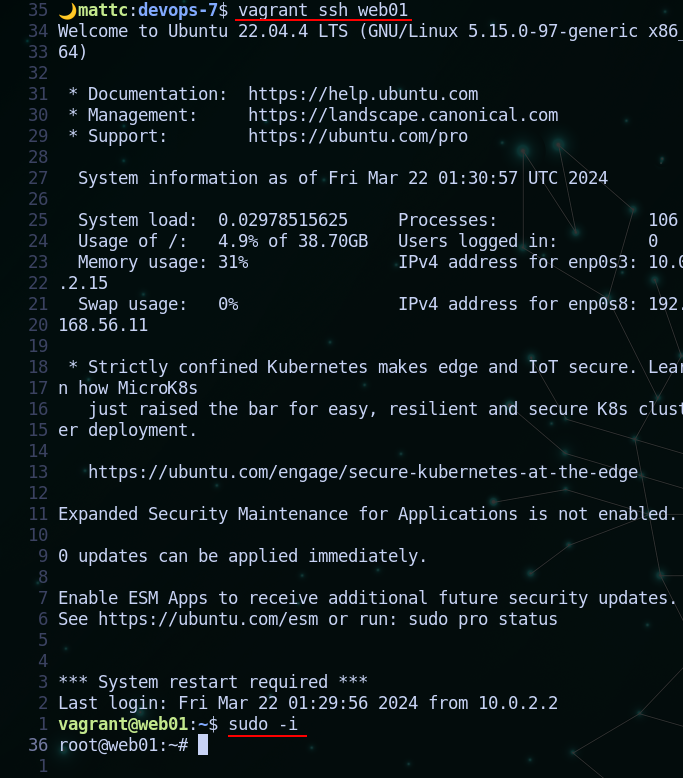 35 🌙mattc:devops-7$ vagrant ssh web01
34 Welcome to Ubuntu 22.04.4 LTS (GNU/Linux 5.15.0-97-generic x86_
33 64)
32
31  * Documentation:  https://help.ubuntu.com
30  * Management:     https://landscape.canonical.com
29  * Support:        https://ubuntu.com/pro
28
27   System information as of Fri Mar 22 01:30:57 UTC 2024
26
25   System load:  0.02978515625     Processes:               106
24   Usage of /:   4.9% of 38.70GB   Users logged in:         0
23   Memory usage: 31%               IPv4 address for enp0s3: 10.0
22 .2.15
21   Swap usage:   0%                IPv4 address for enp0s8: 192.
20 168.56.11
19
18  * Strictly confined Kubernetes makes edge and IoT secure. Lear
17 n how MicroK8s
16    just raised the bar for easy, resilient and secure K8s clust
15 er deployment.
14
13    https://ubuntu.com/engage/secure-kubernetes-at-the-edge
12
11 Expanded Security Maintenance for Applications is not enabled.
10
9 0 updates can be applied immediately.
8
7 Enable ESM Apps to receive additional future security updates.
6 See https://ubuntu.com/esm or run: sudo pro status
5
4
3 *** System restart required ***
2 Last login: Fri Mar 22 01:29:56 2024 from 10.0.2.2
1 vagrant@web01:~$ sudo -i
36 root@web01:~#
1